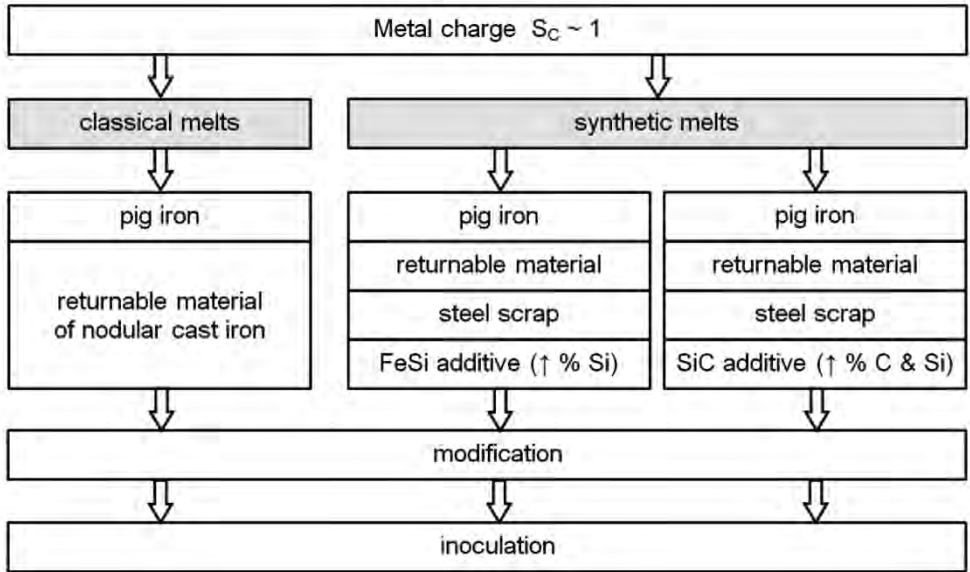 Metal charge S_C ~ 1
classical melts
synthetic melts
pig iron
returnable material
of nodular cast iron
pig iron
returnable material
steel scrap
FeSi additive (↑ % Si)
pig iron
returnable material
steel scrap
SiC additive (↑ % C & Si)
modification
inoculation